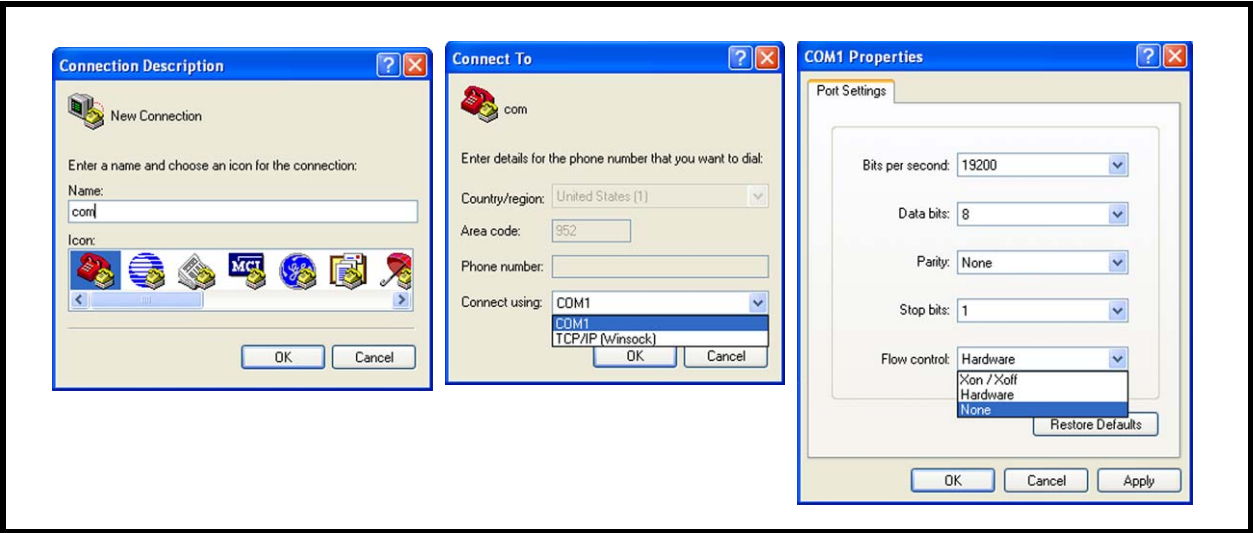 Connection Description
New Connection
Enter a name and choose an icon for the connection:
Name:
com
Icon:
MCI
OK Cancel
Connect To
com
Enter details for the phone number that you want to dial:
Country/region: United States (1)
Area code: 952
Phone number:
Connect using: COM1
COM1
TCP/IP (Winsock)
OK Cancel
COM1 Properties
Port Settings
Bits per second: 19200
Data bits: 8
Parity: None
Stop bits: 1
Flow control: Hardware
Xon / Xoff
Hardware
None
Restore Defaults
OK Cancel Apply